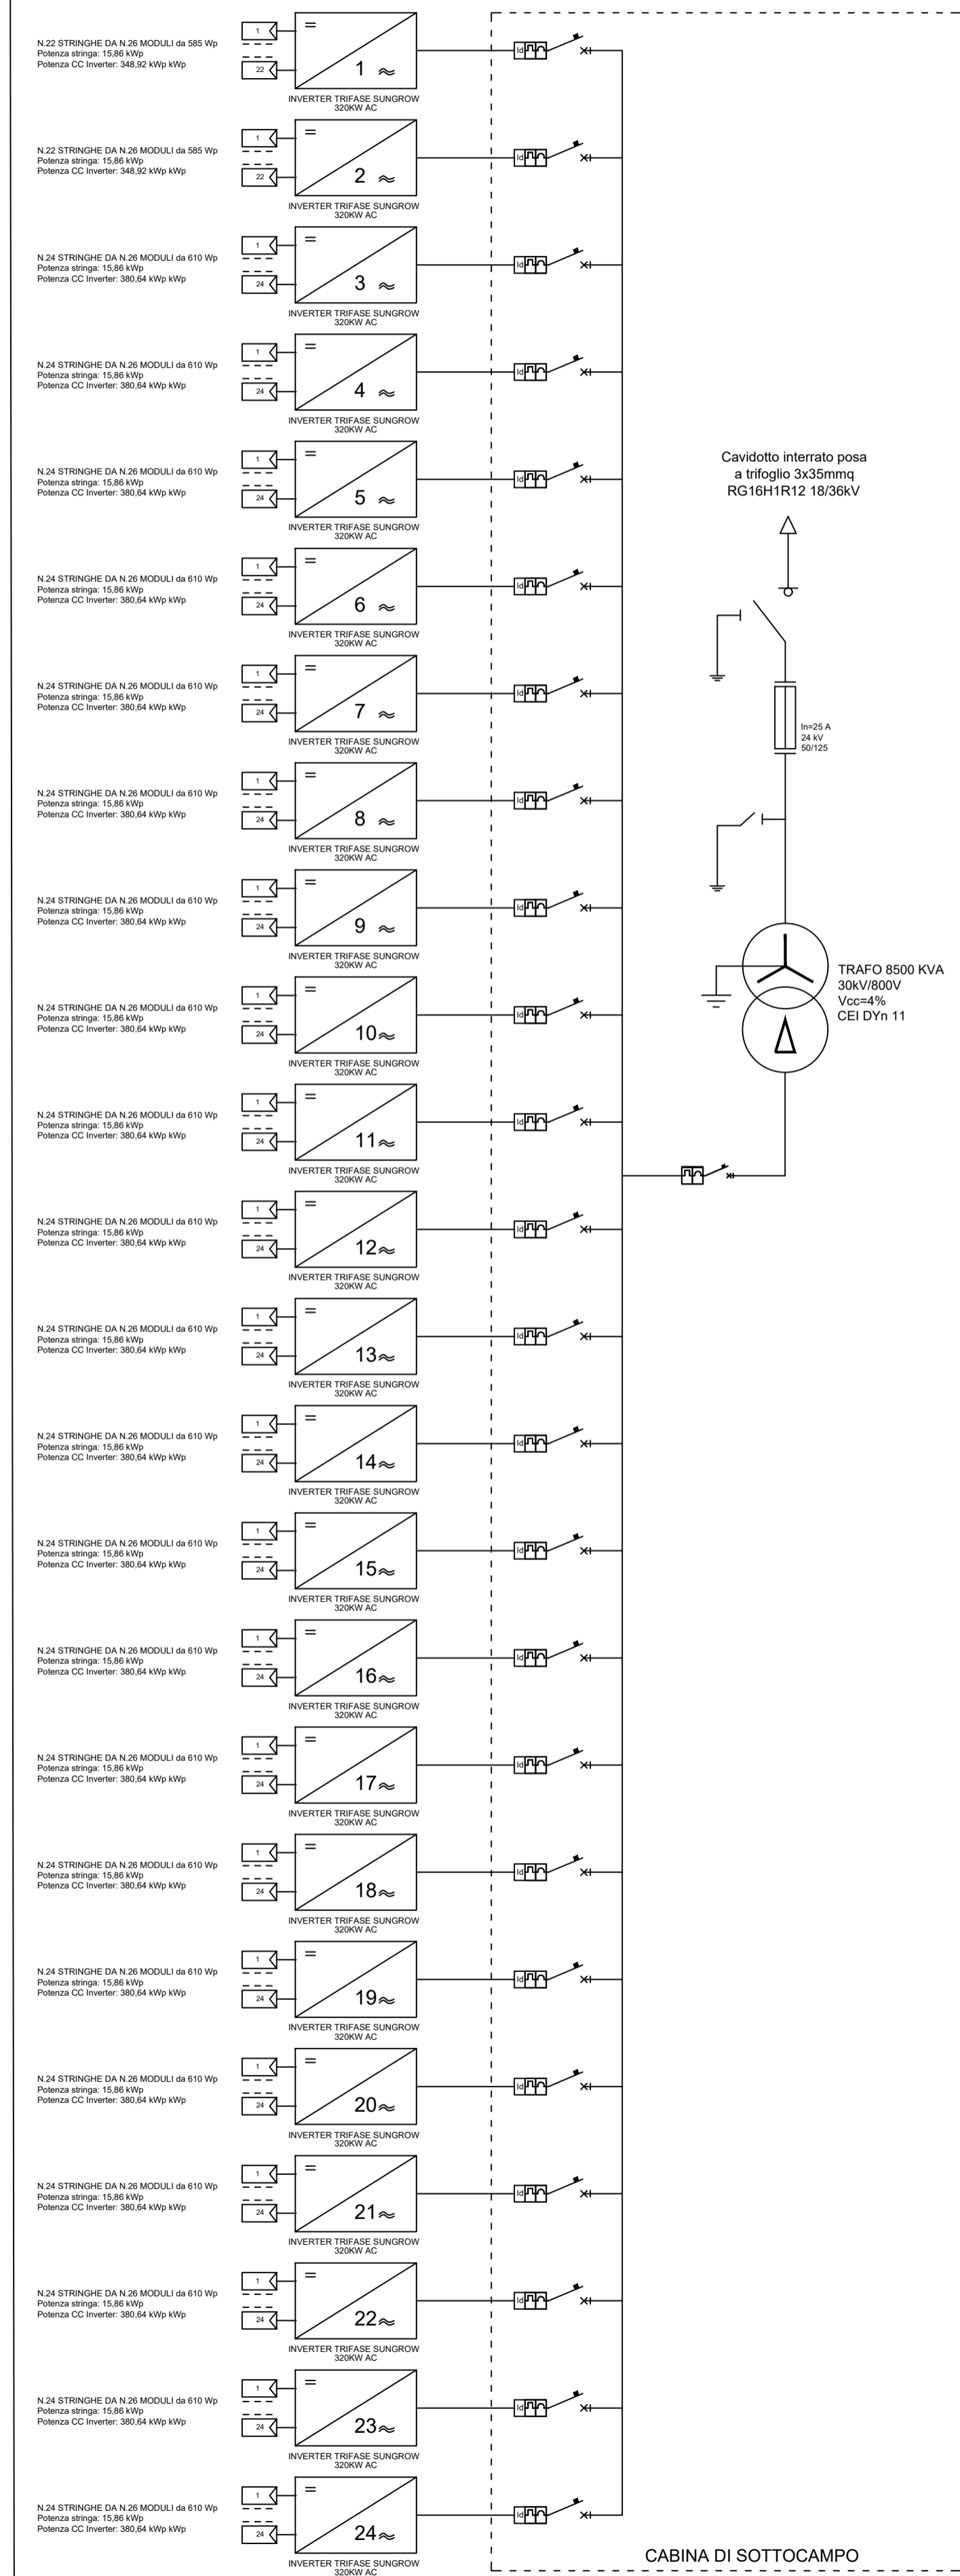 N.22 STRINGHE DA N.26 MODULI da 585 Wp
Potenza stringa: 15,86 kWp
Potenza CC Inverter: 348,92 kWp kWp
1
22
=
1 ≈
INVERTER TRIFASE SUNGROW
320KW AC
Id
N.22 STRINGHE DA N.26 MODULI da 585 Wp
Potenza stringa: 15,86 kWp
Potenza CC Inverter: 348,92 kWp kWp
1
22
=
2 ≈
INVERTER TRIFASE SUNGROW
320KW AC
Id
N.24 STRINGHE DA N.26 MODULI da 610 Wp
Potenza stringa: 15,86 kWp
Potenza CC Inverter: 380,64 kWp kWp
1
24
=
3 ≈
INVERTER TRIFASE SUNGROW
320KW AC
Id
N.24 STRINGHE DA N.26 MODULI da 610 Wp
Potenza stringa: 15,86 kWp
Potenza CC Inverter: 380,64 kWp kWp
1
24
=
4 ≈
INVERTER TRIFASE SUNGROW
320KW AC
Id
N.24 STRINGHE DA N.26 MODULI da 610 Wp
Potenza stringa: 15,86 kWp
Potenza CC Inverter: 380,64 kWp kWp
1
24
=
5 ≈
INVERTER TRIFASE SUNGROW
320KW AC
Id
N.24 STRINGHE DA N.26 MODULI da 610 Wp
Potenza stringa: 15,86 kWp
Potenza CC Inverter: 380,64 kWp kWp
1
24
=
6 ≈
INVERTER TRIFASE SUNGROW
320KW AC
Id
N.24 STRINGHE DA N.26 MODULI da 610 Wp
Potenza stringa: 15,86 kWp
Potenza CC Inverter: 380,64 kWp kWp
1
24
=
7 ≈
INVERTER TRIFASE SUNGROW
320KW AC
Id
N.24 STRINGHE DA N.26 MODULI da 610 Wp
Potenza stringa: 15,86 kWp
Potenza CC Inverter: 380,64 kWp kWp
1
24
=
8 ≈
INVERTER TRIFASE SUNGROW
320KW AC
Id
N.24 STRINGHE DA N.26 MODULI da 610 Wp
Potenza stringa: 15,86 kWp
Potenza CC Inverter: 380,64 kWp kWp
1
24
=
9 ≈
INVERTER TRIFASE SUNGROW
320KW AC
Id
N.24 STRINGHE DA N.26 MODULI da 610 Wp
Potenza stringa: 15,86 kWp
Potenza CC Inverter: 380,64 kWp kWp
1
24
=
10≈
INVERTER TRIFASE SUNGROW
320KW AC
Id
N.24 STRINGHE DA N.26 MODULI da 610 Wp
Potenza stringa: 15,86 kWp
Potenza CC Inverter: 380,64 kWp kWp
1
24
=
11≈
INVERTER TRIFASE SUNGROW
320KW AC
Id
N.24 STRINGHE DA N.26 MODULI da 610 Wp
Potenza stringa: 15,86 kWp
Potenza CC Inverter: 380,64 kWp kWp
1
24
=
12≈
INVERTER TRIFASE SUNGROW
320KW AC
Id
N.24 STRINGHE DA N.26 MODULI da 610 Wp
Potenza stringa: 15,86 kWp
Potenza CC Inverter: 380,64 kWp kWp
1
24
=
13≈
INVERTER TRIFASE SUNGROW
320KW AC
Id
N.24 STRINGHE DA N.26 MODULI da 610 Wp
Potenza stringa: 15,86 kWp
Potenza CC Inverter: 380,64 kWp kWp
1
24
=
14≈
INVERTER TRIFASE SUNGROW
320KW AC
Id
N.24 STRINGHE DA N.26 MODULI da 610 Wp
Potenza stringa: 15,86 kWp
Potenza CC Inverter: 380,64 kWp kWp
1
24
=
15≈
INVERTER TRIFASE SUNGROW
320KW AC
Id
N.24 STRINGHE DA N.26 MODULI da 610 Wp
Potenza stringa: 15,86 kWp
Potenza CC Inverter: 380,64 kWp kWp
1
24
=
16≈
INVERTER TRIFASE SUNGROW
320KW AC
Id
N.24 STRINGHE DA N.26 MODULI da 610 Wp
Potenza stringa: 15,86 kWp
Potenza CC Inverter: 380,64 kWp kWp
1
24
=
17≈
INVERTER TRIFASE SUNGROW
320KW AC
Id
N.24 STRINGHE DA N.26 MODULI da 610 Wp
Potenza stringa: 15,86 kWp
Potenza CC Inverter: 380,64 kWp kWp
1
24
=
18≈
INVERTER TRIFASE SUNGROW
320KW AC
Id
N.24 STRINGHE DA N.26 MODULI da 610 Wp
Potenza stringa: 15,86 kWp
Potenza CC Inverter: 380,64 kWp kWp
1
24
=
19≈
INVERTER TRIFASE SUNGROW
320KW AC
Id
N.24 STRINGHE DA N.26 MODULI da 610 Wp
Potenza stringa: 15,86 kWp
Potenza CC Inverter: 380,64 kWp kWp
1
24
=
20≈
INVERTER TRIFASE SUNGROW
320KW AC
Id
N.24 STRINGHE DA N.26 MODULI da 610 Wp
Potenza stringa: 15,86 kWp
Potenza CC Inverter: 380,64 kWp kWp
1
24
=
21≈
INVERTER TRIFASE SUNGROW
320KW AC
Id
N.24 STRINGHE DA N.26 MODULI da 610 Wp
Potenza stringa: 15,86 kWp
Potenza CC Inverter: 380,64 kWp kWp
1
24
=
22≈
INVERTER TRIFASE SUNGROW
320KW AC
Id
N.24 STRINGHE DA N.26 MODULI da 610 Wp
Potenza stringa: 15,86 kWp
Potenza CC Inverter: 380,64 kWp kWp
1
24
=
23≈
INVERTER TRIFASE SUNGROW
320KW AC
Id
N.24 STRINGHE DA N.26 MODULI da 610 Wp
Potenza stringa: 15,86 kWp
Potenza CC Inverter: 380,64 kWp kWp
1
24
=
24≈
INVERTER TRIFASE SUNGROW
320KW AC
Id
Cavidotto interrato posa
a trifoglio 3x35mmq
RG16H1R12 18/36kV
In=25 A
24 kV
50/125
TRAFO 8500 KVA
30kV/800V
Vcc=4%
CEI DYn 11
CABINA DI SOTTOCAMPO